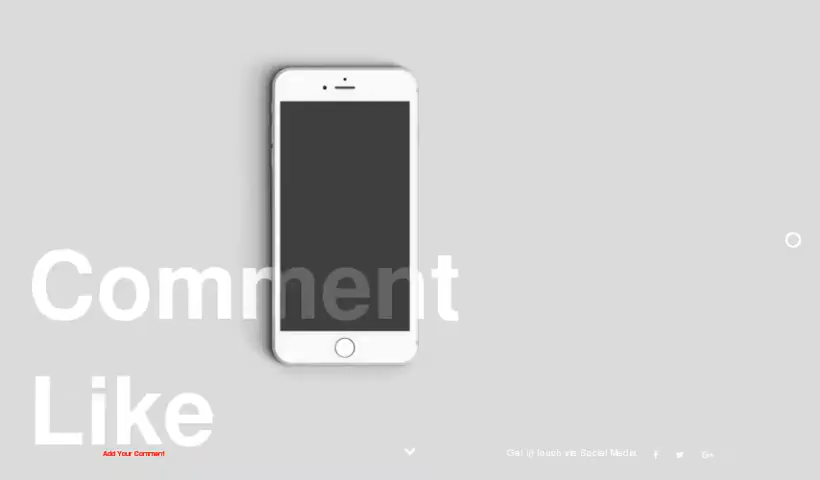 Comment
Like
Add Your Comment
Get in touch via Social Media.
G+